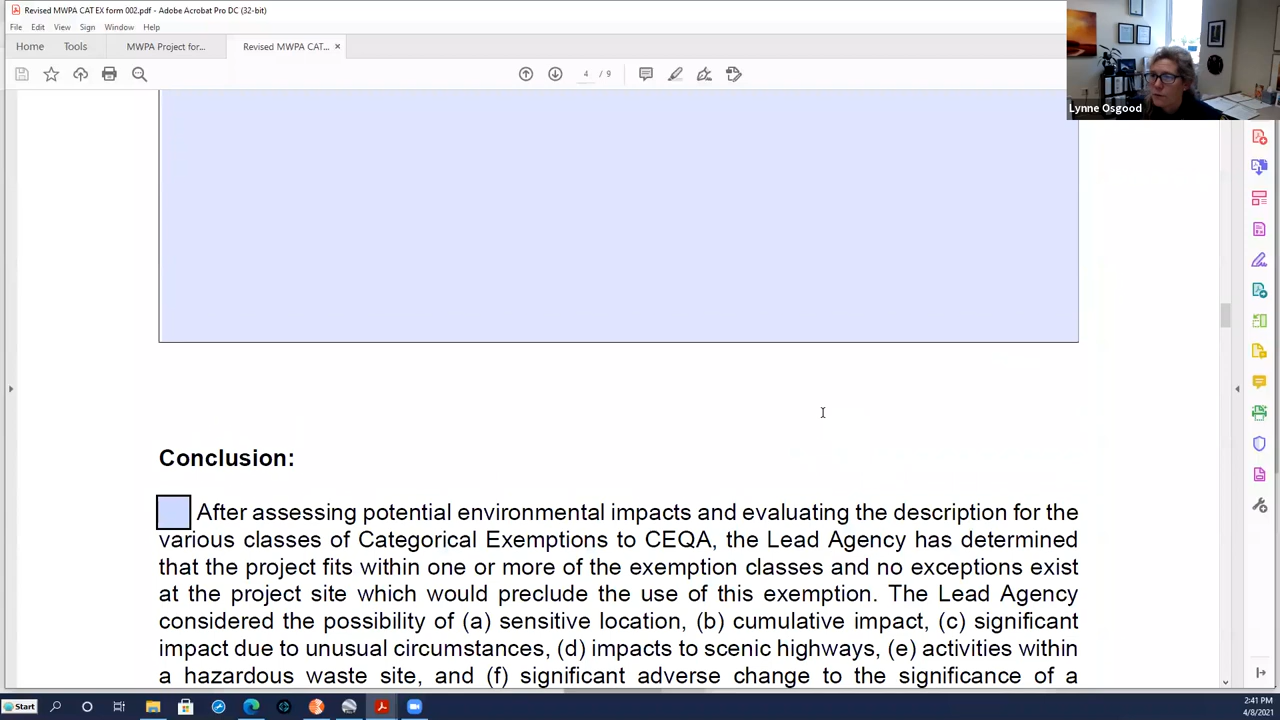 Revised MWPA CAT EX form 002.pdf - Adobe Acrobat Pro DC (32-bit)
File Edit View Sign Window Help
Home Tools MWPA Project for... Revised MWPA CAT... ×
4 / 9
Lynne Osgood
Conclusion:
After assessing potential environmental impacts and evaluating the description for the
various classes of Categorical Exemptions to CEQA, the Lead Agency has determined
that the project fits within one or more of the exemption classes and no exceptions exist
at the project site which would preclude the use of this exemption. The Lead Agency
considered the possibility of (a) sensitive location, (b) cumulative impact, (c) significant
impact due to unusual circumstances, (d) impacts to scenic highways, (e) activities within
a hazardous waste site, and (f) significant adverse change to the significance of a
Start
2:41 PM
4/8/2021